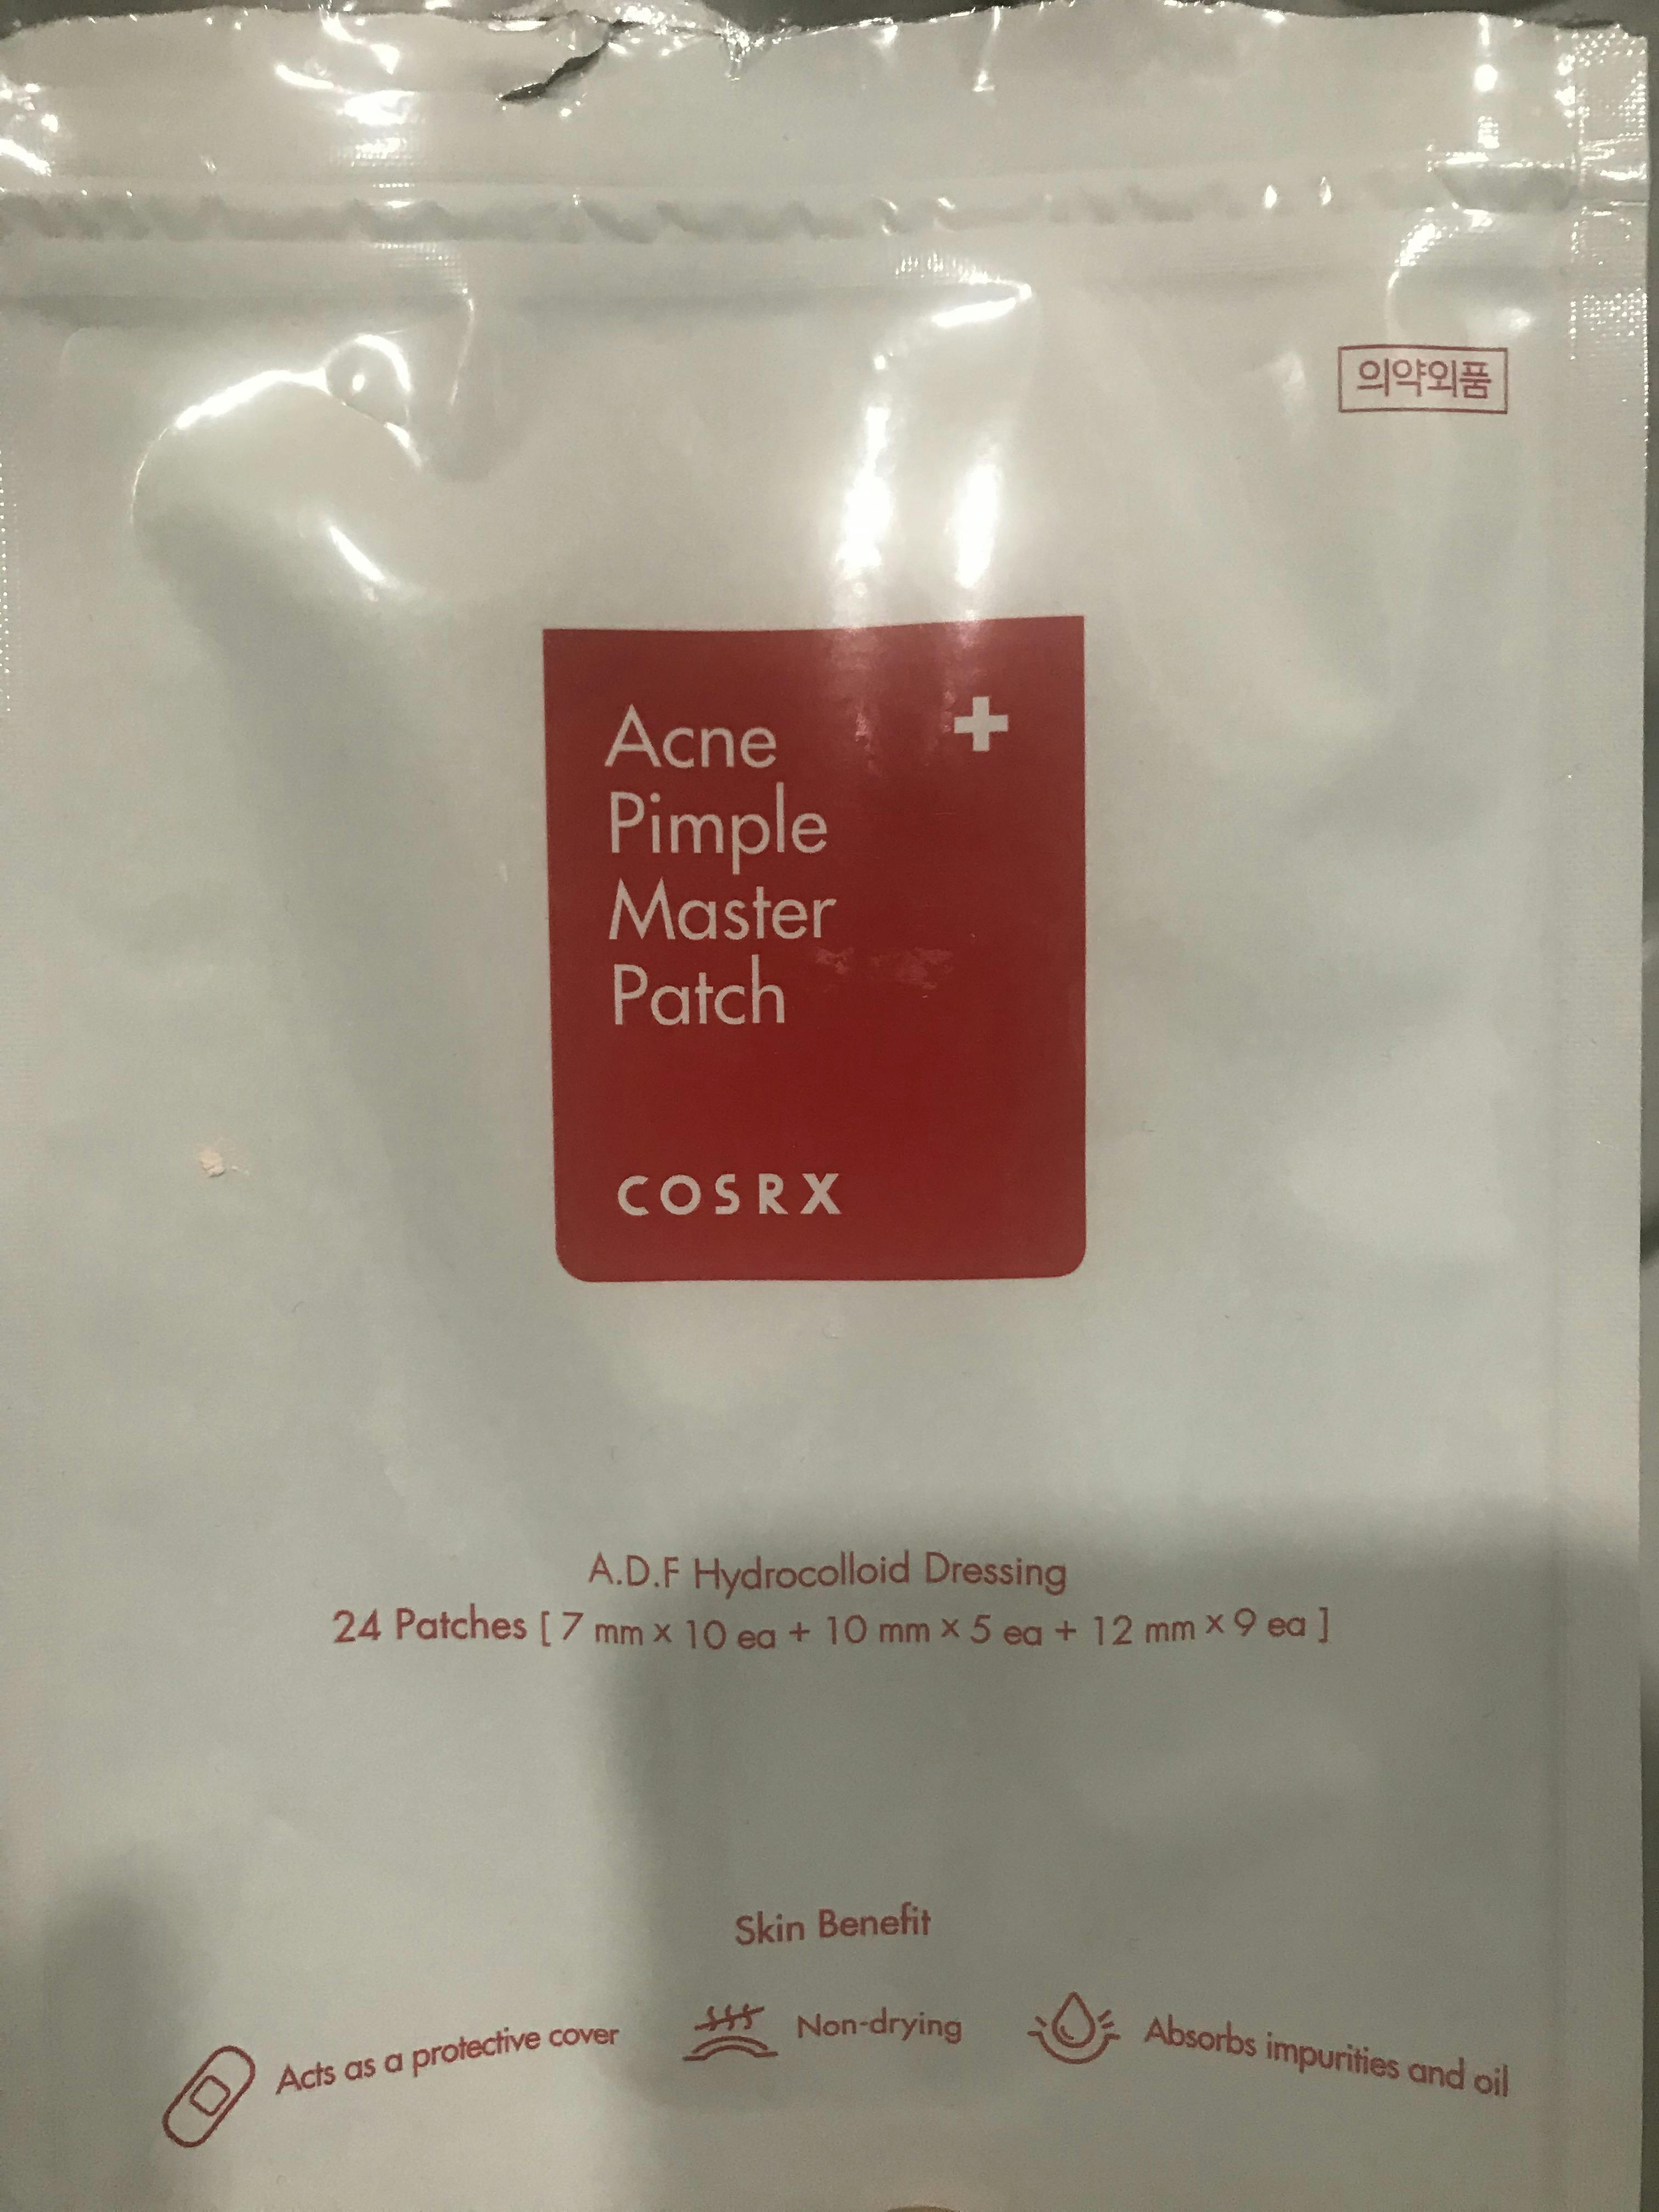 의약외품
Acne
Pimple
Master
Patch
COSRX
A.D.F Hydrocolloid Dressing
24 Patches [ 7 mm × 10 ea + 10 mm × 5 ea + 12 mm × 9 ea ]
Skin Benefit
Acts as a protective cover
Non-drying
Absorbs impurities and oil